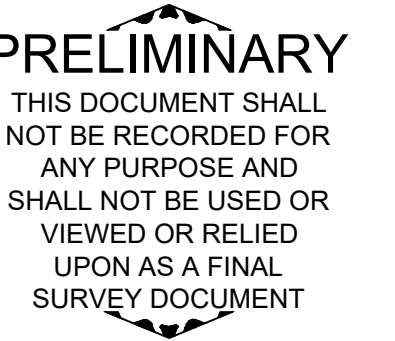 PRELIMINARY
THIS DOCUMENT SHALL
NOT BE RECORDED FOR
ANY PURPOSE AND
SHALL NOT BE USED OR
VIEWED OR RELIED
UPON AS A FINAL
SURVEY DOCUMENT